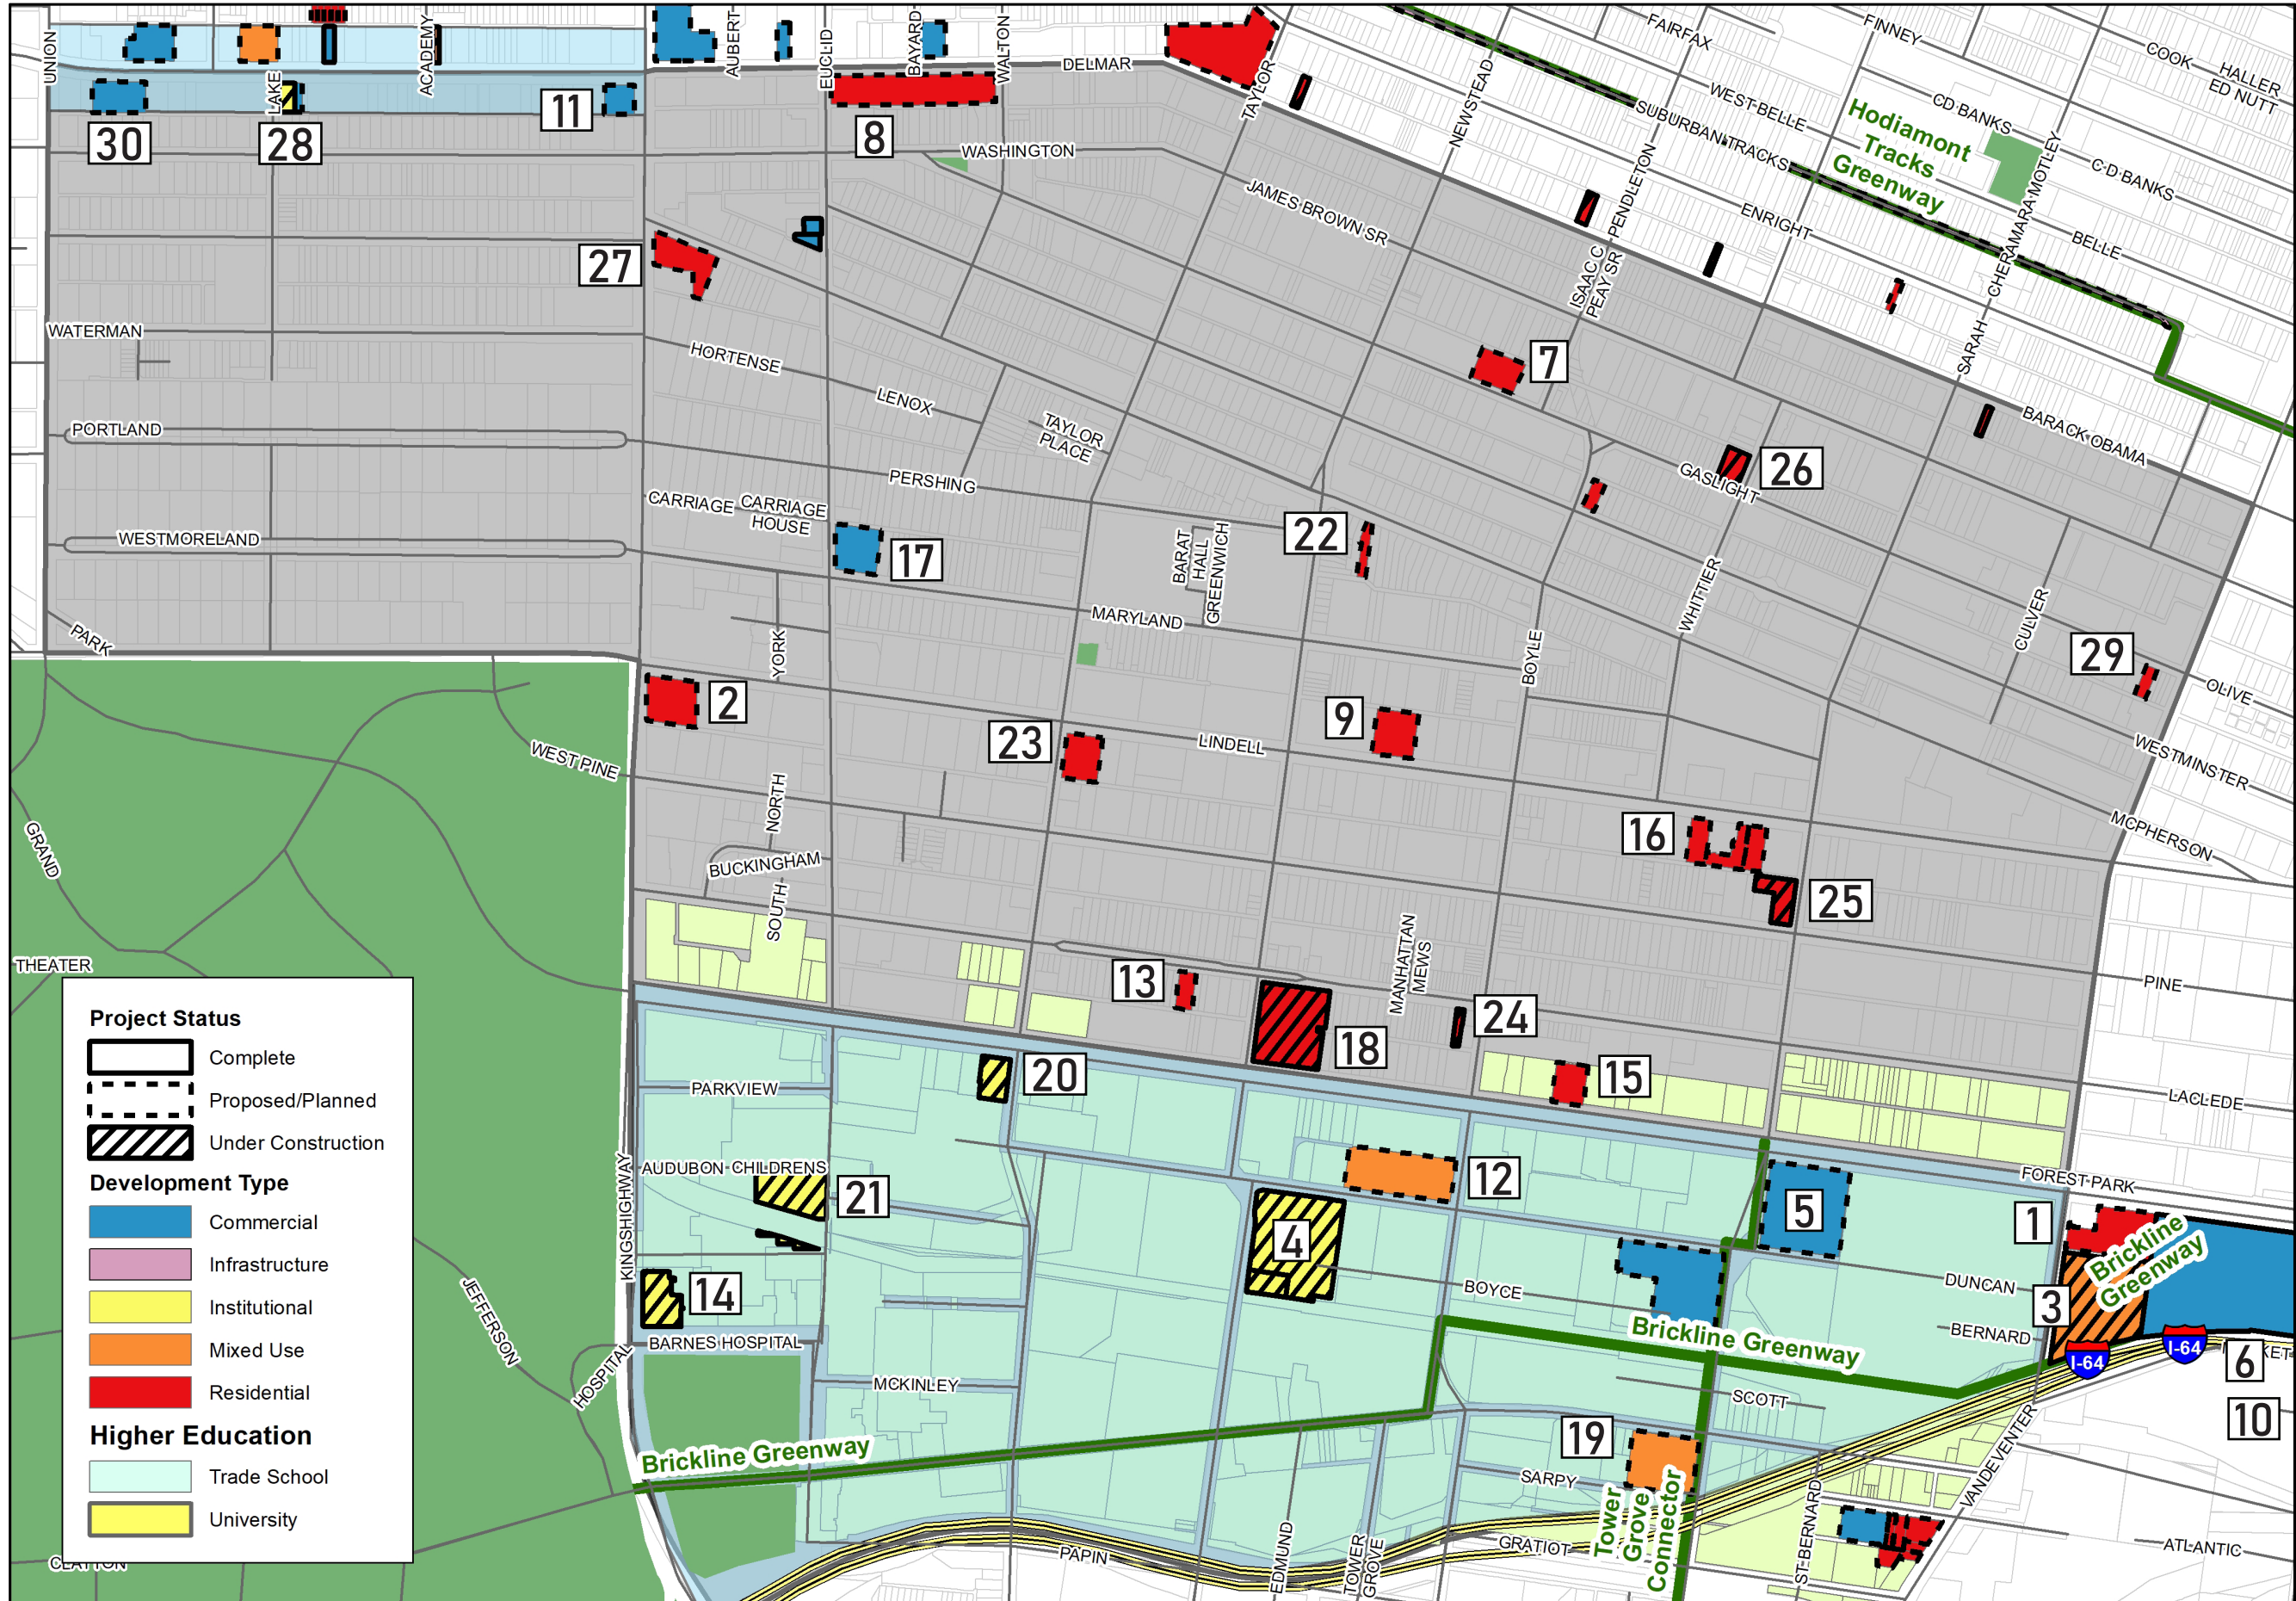 UNION
LAKE
ACADEMY
AUBERT
EUCLID
BAYARD
WALTON
DELMAR
TAYLOR
NEWSTEAD
FAIRFAX
FINNEY
COOK
HALLER
ED NUTT
WEST BELLE
CD BANKS
SUBURBAN TRACKS
Hodiamont
Tracks
Greenway
CHERAMARA MOTLEY
C D BANKS
30
28
11
8
WASHINGTON
JAMES BROWN SR
PENDLETON
ISAAC C
PEAY SR
ENRIGHT
BELLE
SARAH
27
WATERMAN
HORTENSE
LENOX
TAYLOR
PLACE
7
BARACK OBAMA
PORTLAND
PERSHING
GASLIGHT
26
CARRIAGE
CARRIAGE
HOUSE
WESTMORELAND
17
BARAT
HALL
GREENWICH
22
MARYLAND
WHITTIER
CULVER
BOYLE
29
PARK
YORK
2
OLIVE
23
LINDELL
9
WESTMINSTER
WEST PINE
NORTH
MCPHERSON
16
GRAND
BUCKINGHAM
SOUTH
25
MANHATTAN
MEWS
THEATER
13
PINE
24
18
20
15
PARKVIEW
LACLEDE
AUDUBON
CHILDRENS
KINGSHIGHWAY
21
12
FOREST PARK
5
1
4
Brickline
Greenway
14
BOYCE
DUNCAN
3
BERNARD
BARNES HOSPITAL
Brickline Greenway
I-64
I-64
6
JEFFERSON
HOSPITAL
MCKINLEY
SCOTT
10
VANDEVENTER
19
Brickline Greenway
SARPY
Tower
Grove
Connector
ST BERNARD
EDMUND
TOWER
GROVE
GRATIOT
PAPIN
ATLANTIC
CLAYTON
Project Status
Complete
Proposed/Planned
Under Construction
Development Type
Commercial
Infrastructure
Institutional
Mixed Use
Residential
Higher Education
Trade School
University